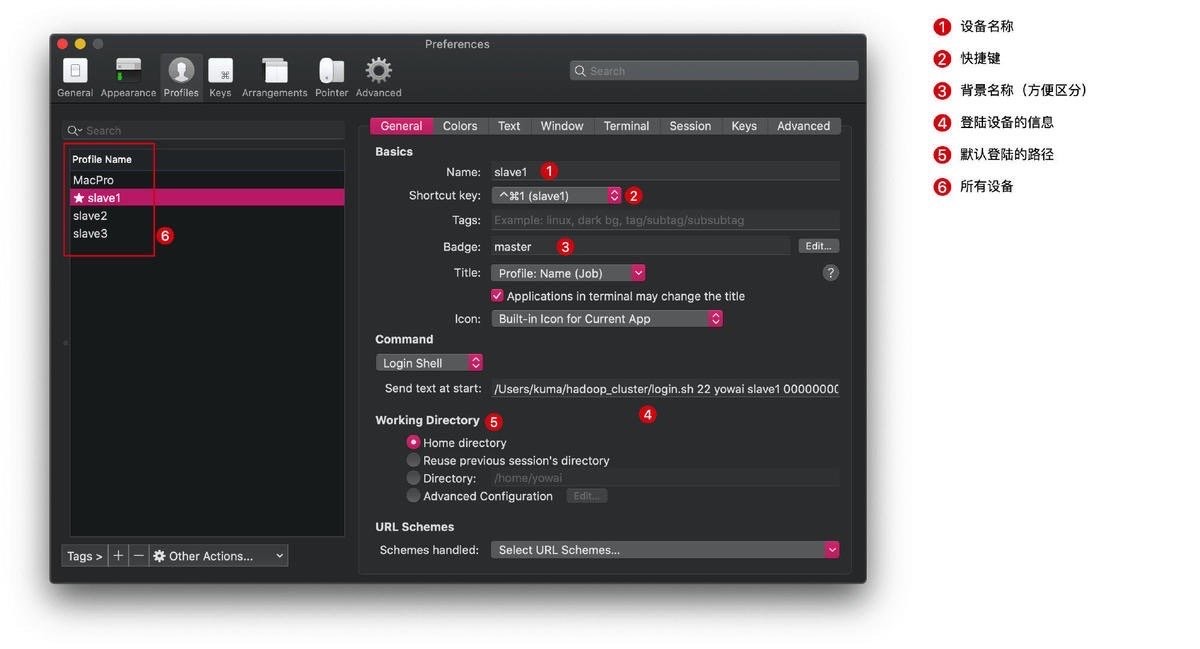 Preferences
General Appearance Profiles Keys Arrangements Pointer Advanced
Search
Search
Profile Name
MacPro
slave1
slave2
slave3
6
Tags > + − Other Actions...
General Colors Text Window Terminal Session Keys Advanced
Basics
Name: slave1 1
Shortcut key: ^⌘1 (slave1) 2
Tags: Example: linux, dark bg, tag/subtag/subsubtag
Badge: master 3 Edit...
Title: Profile: Name (Job) ?
Applications in terminal may change the title
Icon: Built-in Icon for Current App
Command
Login Shell
Send text at start: /Users/kuma/hadoop_cluster/login.sh 22 yowai slave1 00000000
4
Working Directory 5
Home directory
Reuse previous session's directory
Directory: /home/yowai
Advanced Configuration Edit...
URL Schemes
Schemes handled: Select URL Schemes...
1 设备名称
2 快捷键
3 背景名称（方便区分）
4 登陆设备的信息
5 默认登陆的路径
6 所有设备